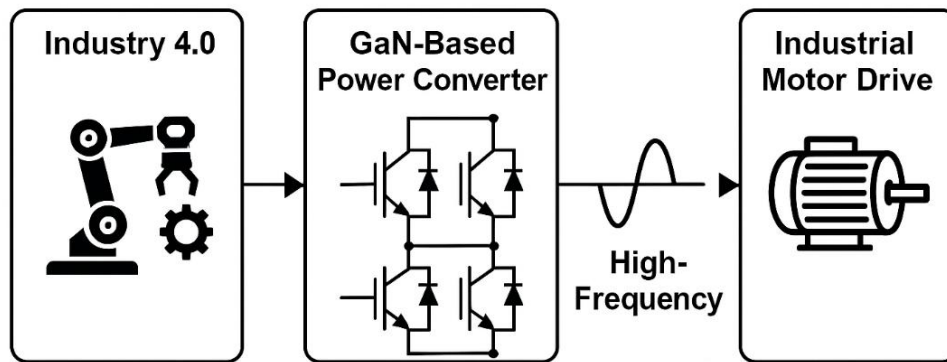 Industry 4.0
GaN-Based
Power Converter
High-
Frequency
Industrial
Motor Drive